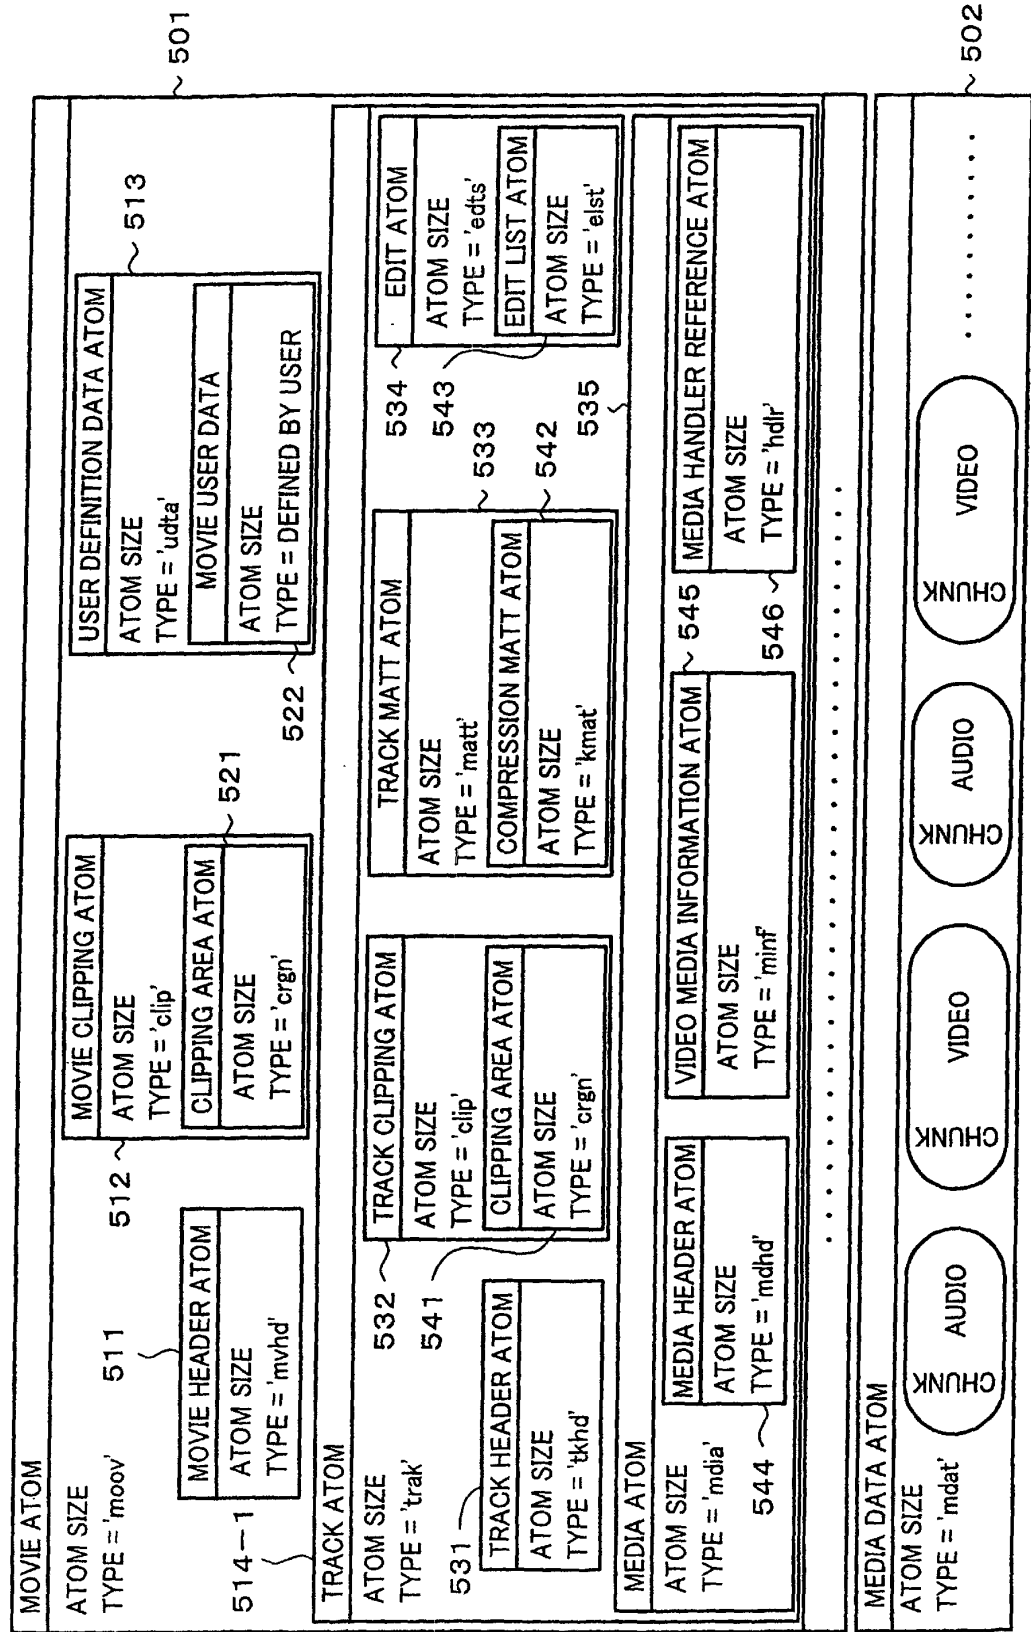 MOVIE ATOM
501
ATOM SIZE
TYPE = 'moov'
511
MOVIE HEADER ATOM
ATOM SIZE
TYPE = 'mvhd'
512
MOVIE CLIPPING ATOM
ATOM SIZE
TYPE = 'clip'
521
CLIPPING AREA ATOM
ATOM SIZE
TYPE = 'crgn'
513
USER DEFINITION DATA ATOM
ATOM SIZE
TYPE = 'udta'
522
MOVIE USER DATA
ATOM SIZE
TYPE = DEFINED BY USER
514-1
TRACK ATOM
ATOM SIZE
TYPE = 'trak'
531
TRACK HEADER ATOM
ATOM SIZE
TYPE = 'tkhd'
532
TRACK CLIPPING ATOM
ATOM SIZE
TYPE = 'clip'
541
CLIPPING AREA ATOM
ATOM SIZE
TYPE = 'crgn'
533
TRACK MATT ATOM
ATOM SIZE
TYPE = 'matt'
542
COMPRESSION MATT ATOM
ATOM SIZE
TYPE = 'kmat'
534
EDIT ATOM
ATOM SIZE
TYPE = 'edts'
543
EDIT LIST ATOM
ATOM SIZE
TYPE = 'elst'
535
MEDIA ATOM
ATOM SIZE
TYPE = 'mdia'
544
MEDIA HEADER ATOM
ATOM SIZE
TYPE = 'mdhd'
545
VIDEO MEDIA INFORMATION ATOM
ATOM SIZE
TYPE = 'minf'
546
MEDIA HANDLER REFERENCE ATOM
ATOM SIZE
TYPE = 'hdlr'
502
MEDIA DATA ATOM
ATOM SIZE
TYPE = 'mdat'
CHUNK
AUDIO
CHUNK
VIDEO
CHUNK
AUDIO
CHUNK
VIDEO